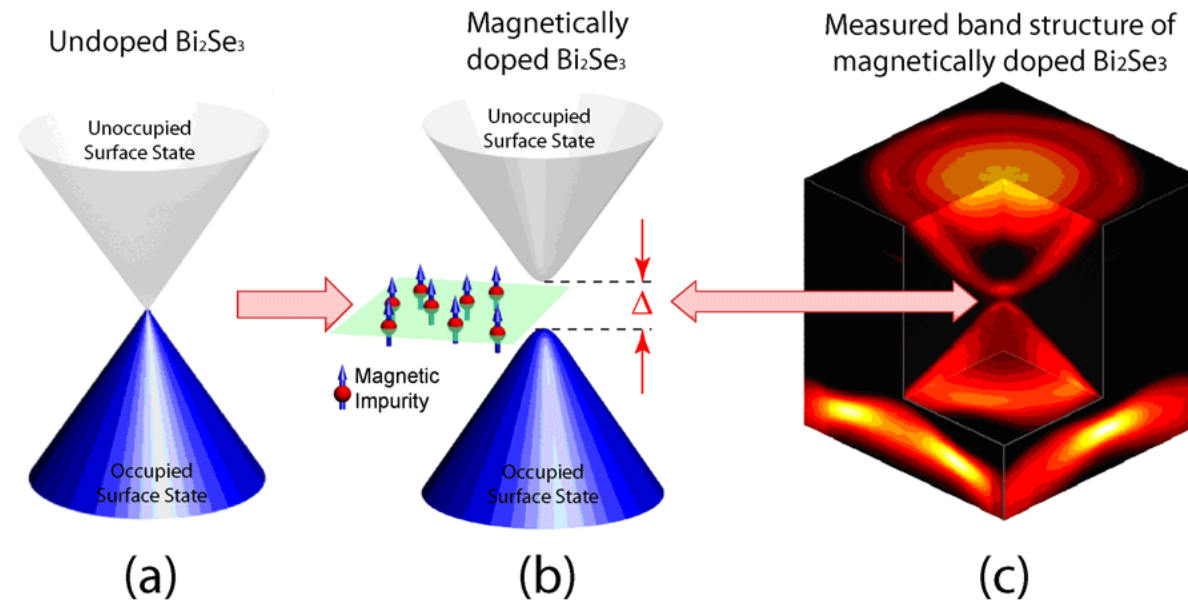 Undoped Bi₂Se₃
Unoccupied
Surface State
Occupied
Surface State
(a)
Magnetically
doped Bi₂Se₃
Unoccupied
Surface State
Δ
Magnetic
Impurity
Occupied
Surface State
(b)
Measured band structure of
magnetically doped Bi₂Se₃
(c)